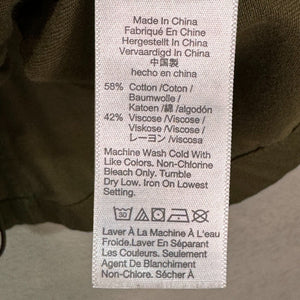 Made In China
Fabriqué En Chine
Hergestellt In China
Vervaardigd In China
中国製
hecho en china
58% Cotton /Coton /
Baumwolle /
Katoen /綿 /algodón
42% Viscose /Viscose/
Viskose /Viscose/
レーヨン /viscosa
Machine Wash Cold With
Like Colors. Non-Chlorine
Bleach Only. Tumble
Dry Low. Iron On Lowest
Setting.
30
Laver À La Machine À L'eau
Froide.Laver En Séparant
Les Couleurs. Seulement
Agent De Blanchiment
Non-Chlore. Sécher À